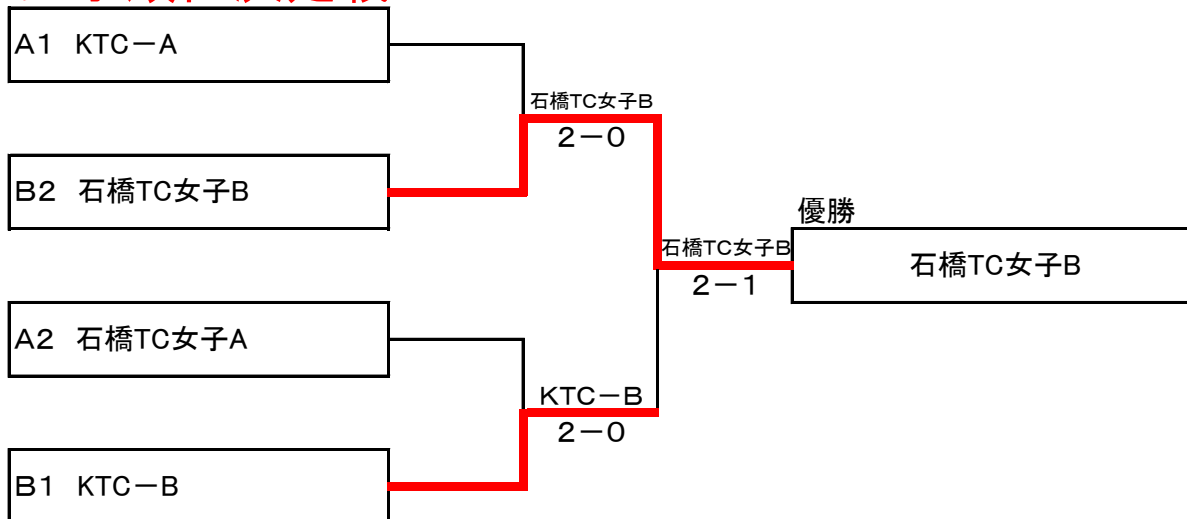 A1 KTC－A
石橋TC女子B
2－0
B2 石橋TC女子B
優勝
石橋TC女子B
石橋TC女子B
2－1
A2 石橋TC女子A
KTC－B
2－0
B1 KTC－B